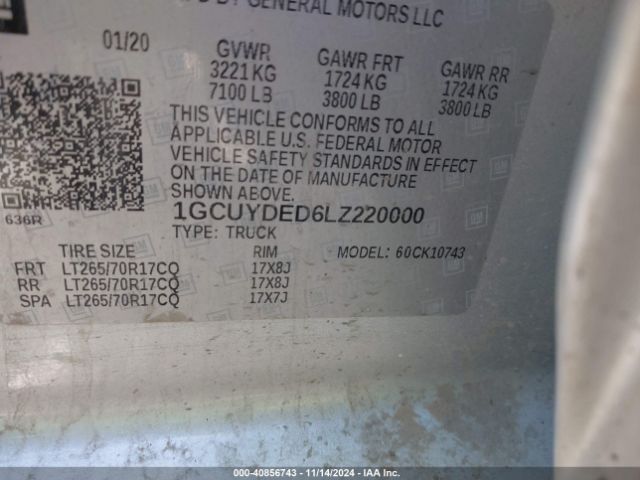 BY GENERAL MOTORS LLC
01/20 GVWR GAWR FRT GAWR RR
3221 KG 1724 KG 1724 KG
7100 LB 3800 LB 3800 LB
THIS VEHICLE CONFORMS TO ALL
APPLICABLE U.S. FEDERAL MOTOR
VEHICLE SAFETY STANDARDS IN EFFECT
ON THE DATE OF MANUFACTURE
SHOWN ABOVE.
636R 1GCUYDED6LZ220000
TYPE: TRUCK
TIRE SIZE RIM MODEL: 60CK10743
FRT LT265/70R17CQ 17X8J
RR LT265/70R17CQ 17X8J
SPA LT265/70R17CQ 17X7J
000-40856743 - 11/14/2024 - IAA Inc.